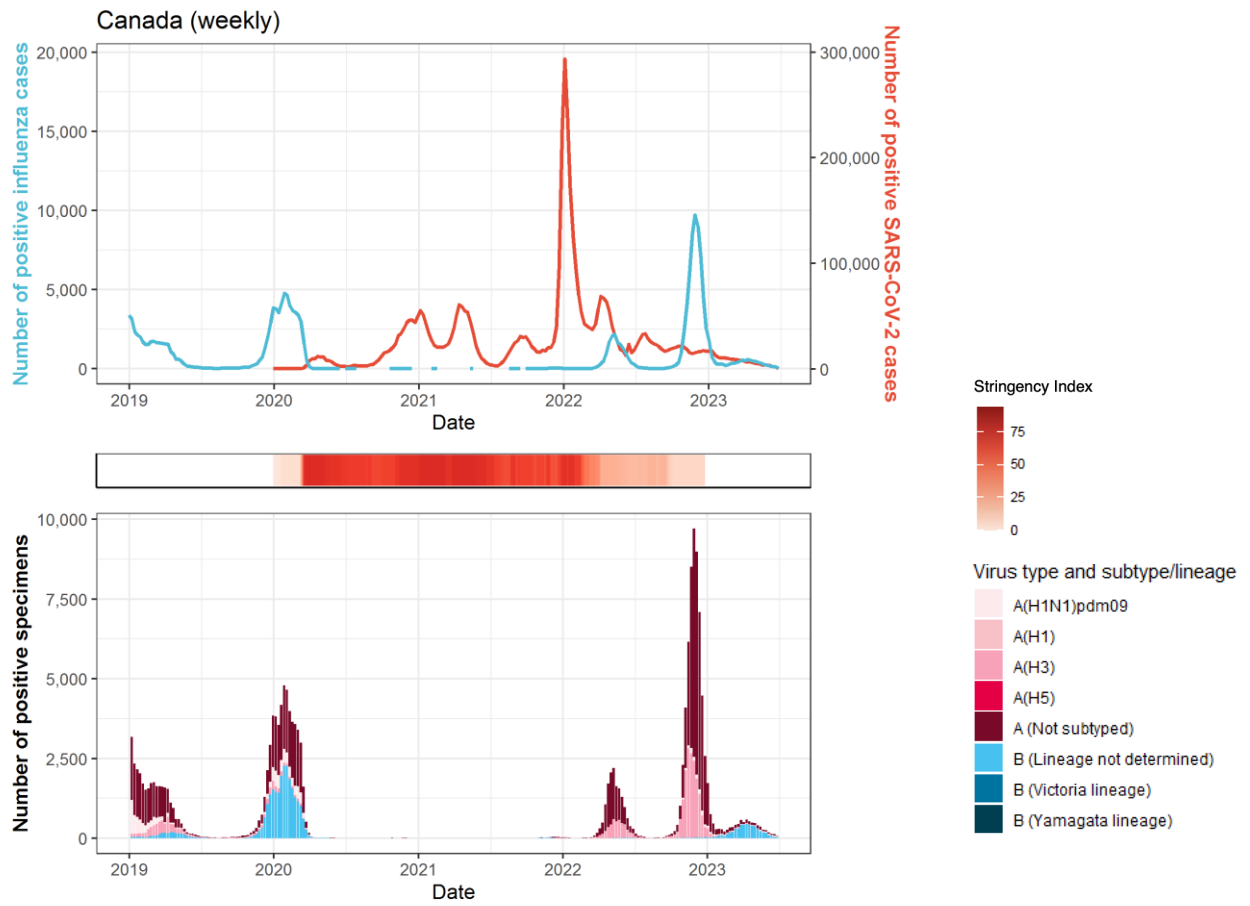 Canada (weekly)
Number of positive influenza cases
20,000
15,000
10,000
5,000
0
300,000
200,000
100,000
0
Number of positive SARS-CoV-2 cases
2019
2020
2021
2022
2023
Date
Number of positive specimens
10,000
7,500
5,000
2,500
0
2019
2020
2021
2022
2023
Date
Stringency Index
75
50
25
0
Virus type and subtype/lineage
A(H1N1)pdm09
A(H1)
A(H3)
A(H5)
A (Not subtyped)
B (Lineage not determined)
B (Victoria lineage)
B (Yamagata lineage)